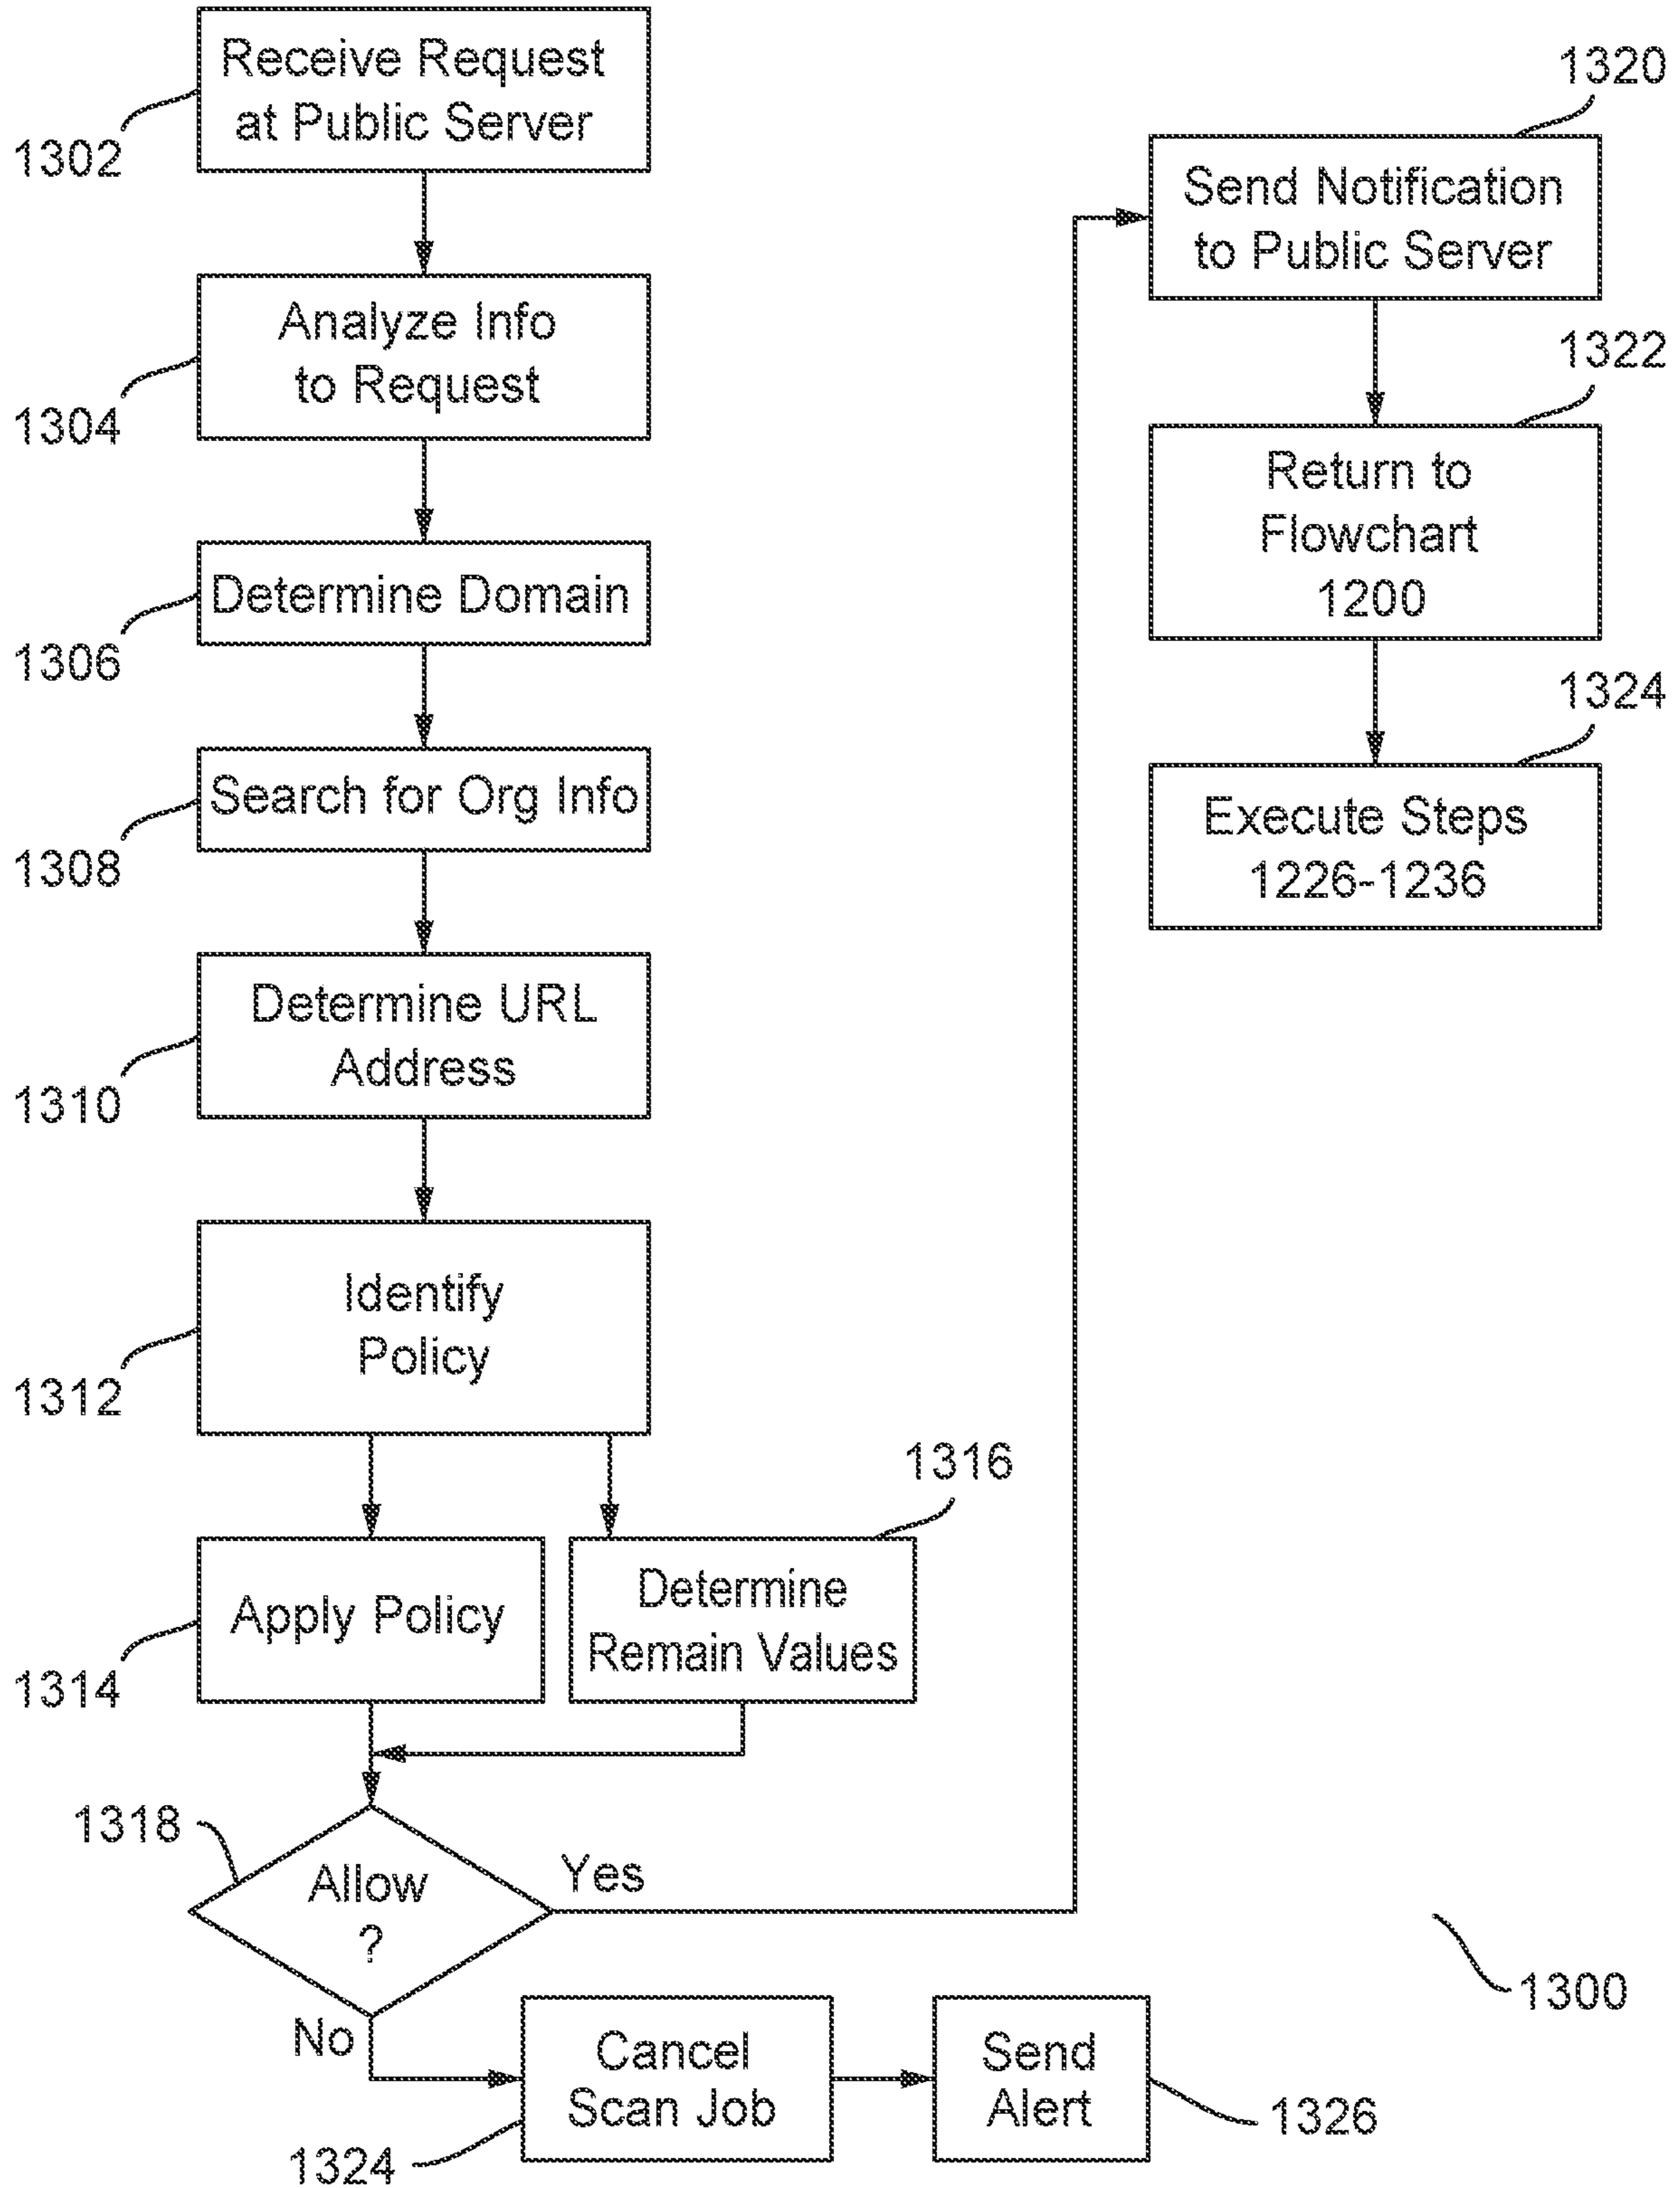 Receive Request
at Public Server
1302
Analyze Info
to Request
1304
Determine Domain
1306
Search for Org Info
1308
Determine URL
Address
1310
Identify
Policy
1312
1316
Apply Policy
1314
Determine
Remain Values
1318
Allow
?
Yes
No
Cancel
Scan Job
1324
Send
Alert
1326
1320
Send Notification
to Public Server
1322
Return to
Flowchart
1200
1324
Execute Steps
1226-1236
1300